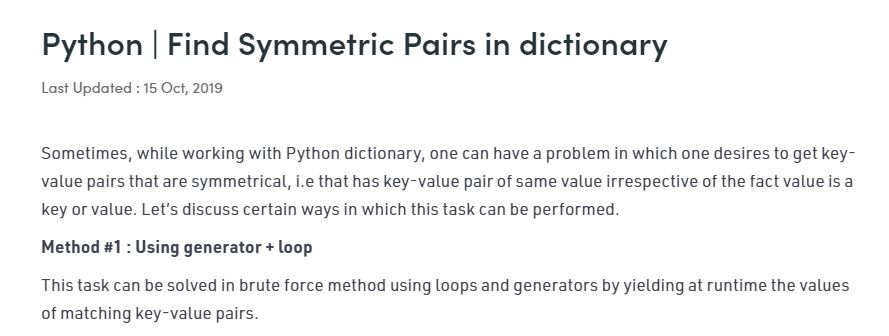 Python | Find Symmetric Pairs in dictionary
Last Updated : 15 Oct, 2019
Sometimes, while working with Python dictionary, one can have a problem in which one desires to get key-
value pairs that are symmetrical, i.e that has key-value pair of same value irrespective of the fact value is a
key or value. Let’s discuss certain ways in which this task can be performed.
Method #1 : Using generator + loop
This task can be solved in brute force method using loops and generators by yielding at runtime the values
of matching key-value pairs.